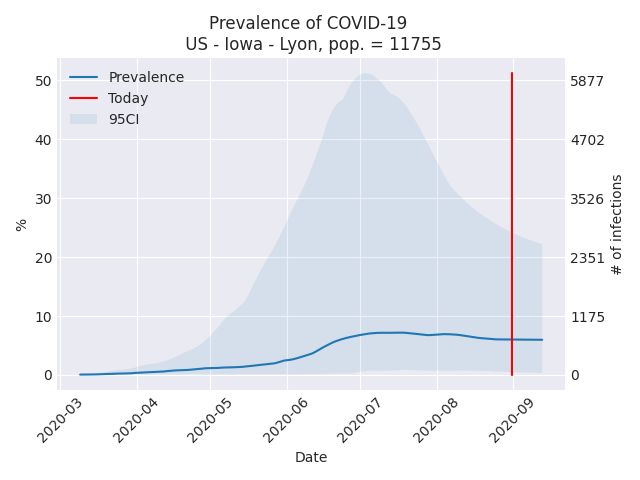 Prevalence of COVID-19
US - Iowa - Lyon, pop. = 11755
Prevalence
Today
95CI
50
40
30
20
10
0
%
5877
4702
3526
2351
1175
0
# of infections
2020-03
2020-04
2020-05
2020-06
2020-07
2020-08
2020-09
Date